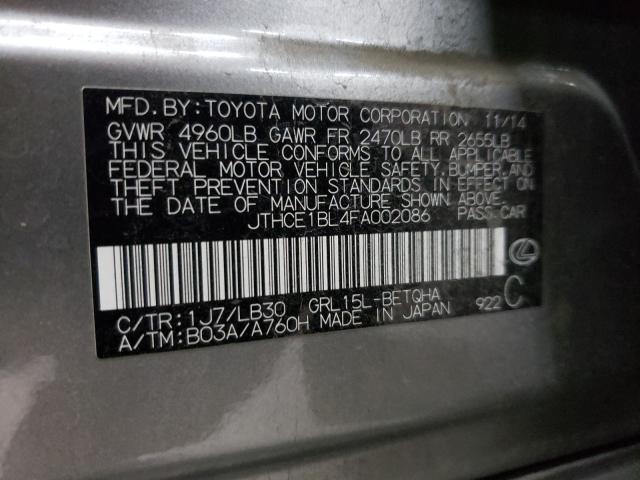 MFD. BY: TOYOTA MOTOR CORPORATION 11/14
GVWR 4960LB GAWR FR 2470LB RR 2655LB
THIS VEHICLE CONFORMS TO ALL APPLICABLE
FEDERAL MOTOR VEHICLE SAFETY, BUMPER, AND
THEFT PREVENTION STANDARDS IN EFFECT ON
THE DATE OF MANUFACTURE SHOWN ABOVE.
JTHCE1BL4FA002086 PASS. CAR
C/TR: 1J7/LB30 GRL15L-BETQHA
A/TM: B03A/A760H MADE IN JAPAN 922 C